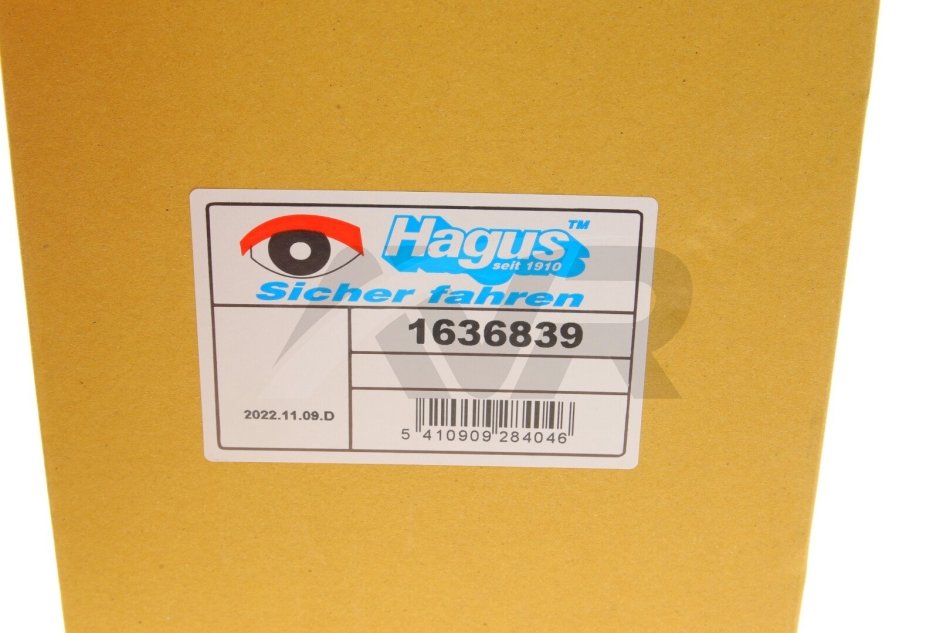 Hagus™
seit 1910
Sicher fahren
1636839
2022.11.09.D
5 410909 284046